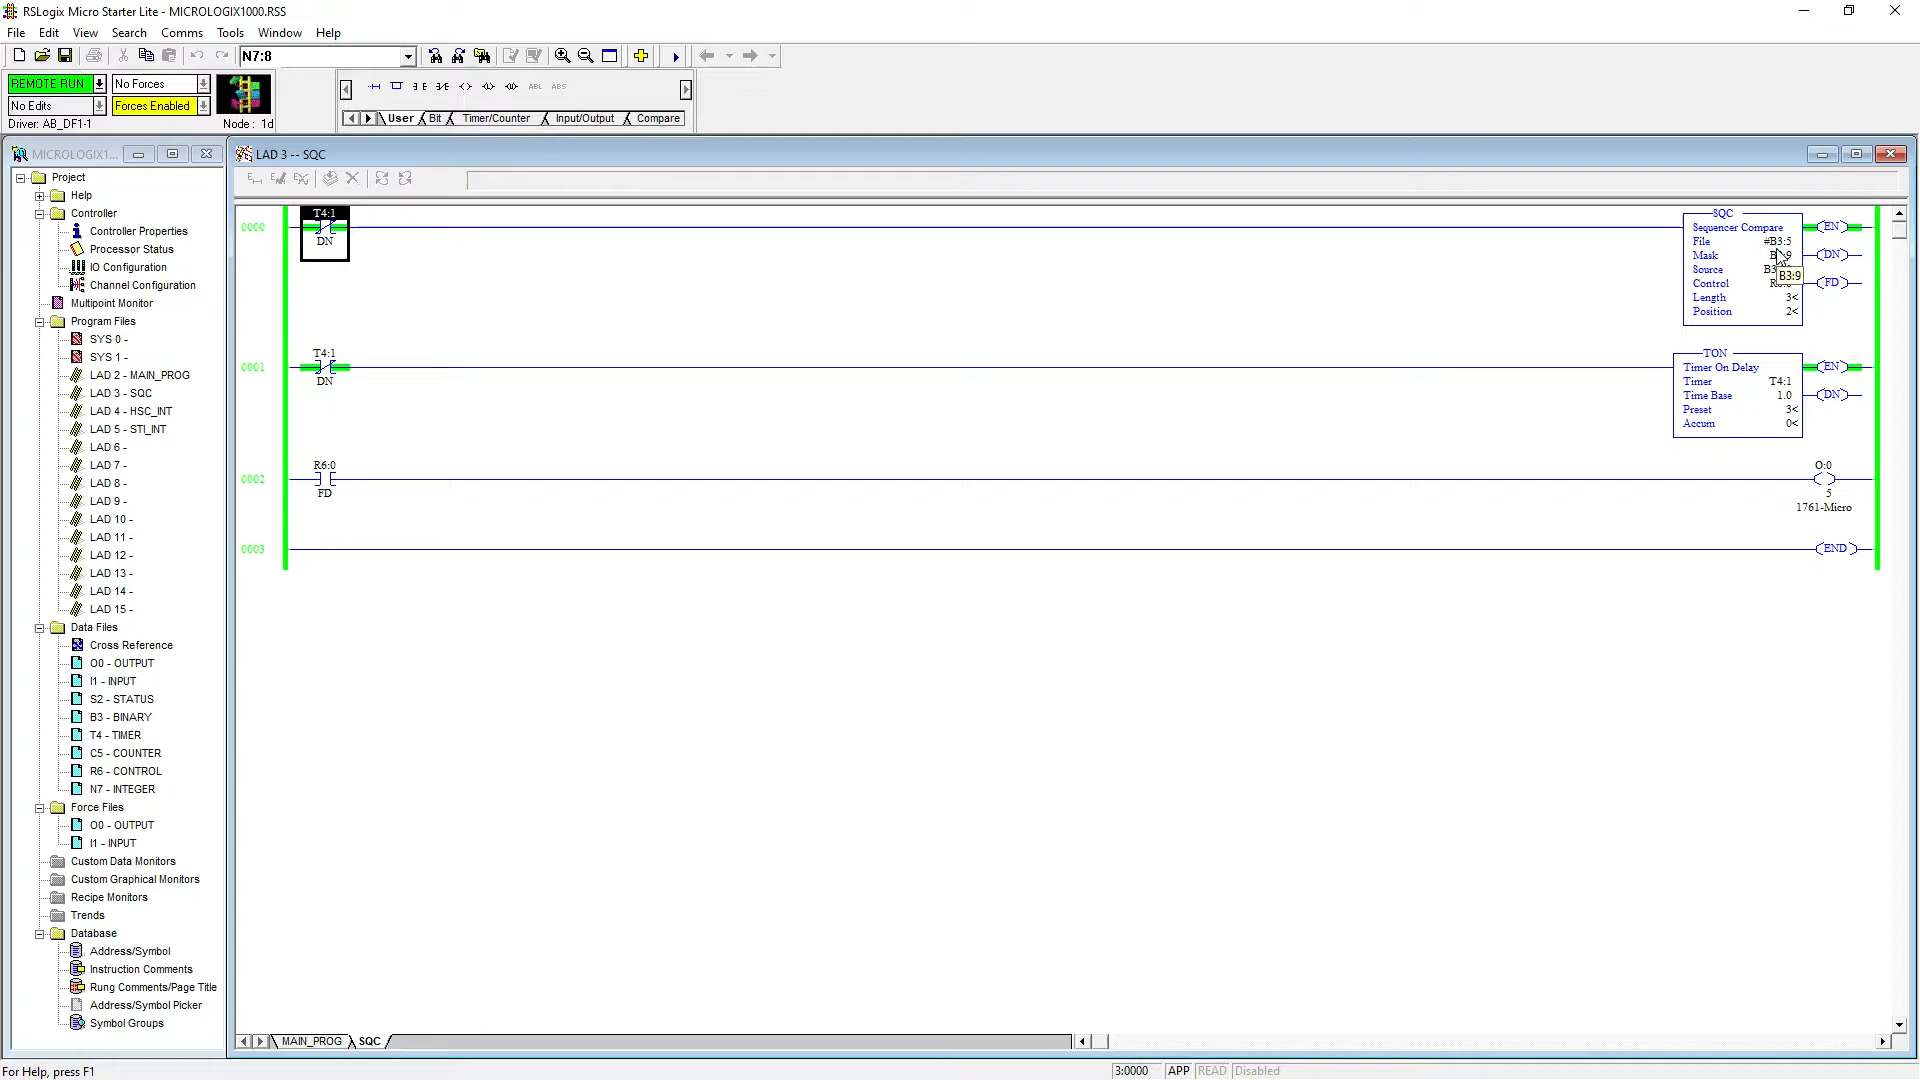 RSLogix Micro Starter Lite - MICROLOGIX1000.RSS
File Edit View Search Comms Tools Window Help
N7:8
REMOTE RUN No Forces
No Edits Forces Enabled
Driver: AB_DF1-1 Node : 1d
ABL ABS
User Bit Timer/Counter Input/Output Compare
MICROLOGIX1...
Project
Help
Controller
Controller Properties
Processor Status
IO Configuration
Channel Configuration
Multipoint Monitor
Program Files
SYS 0 -
SYS 1 -
LAD 2 - MAIN_PROG
LAD 3 - SQC
LAD 4 - HSC_INT
LAD 5 - STI_INT
LAD 6 -
LAD 7 -
LAD 8 -
LAD 9 -
LAD 10 -
LAD 11 -
LAD 12 -
LAD 13 -
LAD 14 -
LAD 15 -
Data Files
Cross Reference
O0 - OUTPUT
I1 - INPUT
S2 - STATUS
B3 - BINARY
T4 - TIMER
C5 - COUNTER
R6 - CONTROL
N7 - INTEGER
Force Files
O0 - OUTPUT
I1 - INPUT
Custom Data Monitors
Custom Graphical Monitors
Recipe Monitors
Trends
Database
Address/Symbol
Instruction Comments
Rung Comments/Page Title
Address/Symbol Picker
Symbol Groups
LAD 3 -- SQC
0000
T4:1
DN
SQC
Sequencer Compare
File #B3:5
Mask
Source
Control
Length 3<
Position 2<
EN
DN
FD
B3:9
0001
T4:1
DN
TON
Timer On Delay
Timer T4:1
Time Base 1.0
Preset 3<
Accum 0<
EN
DN
0002
R6:0
FD
O:0
5
1761-Micro
0003
END
MAIN_PROG SQC
For Help, press F1
3:0000 APP READ Disabled